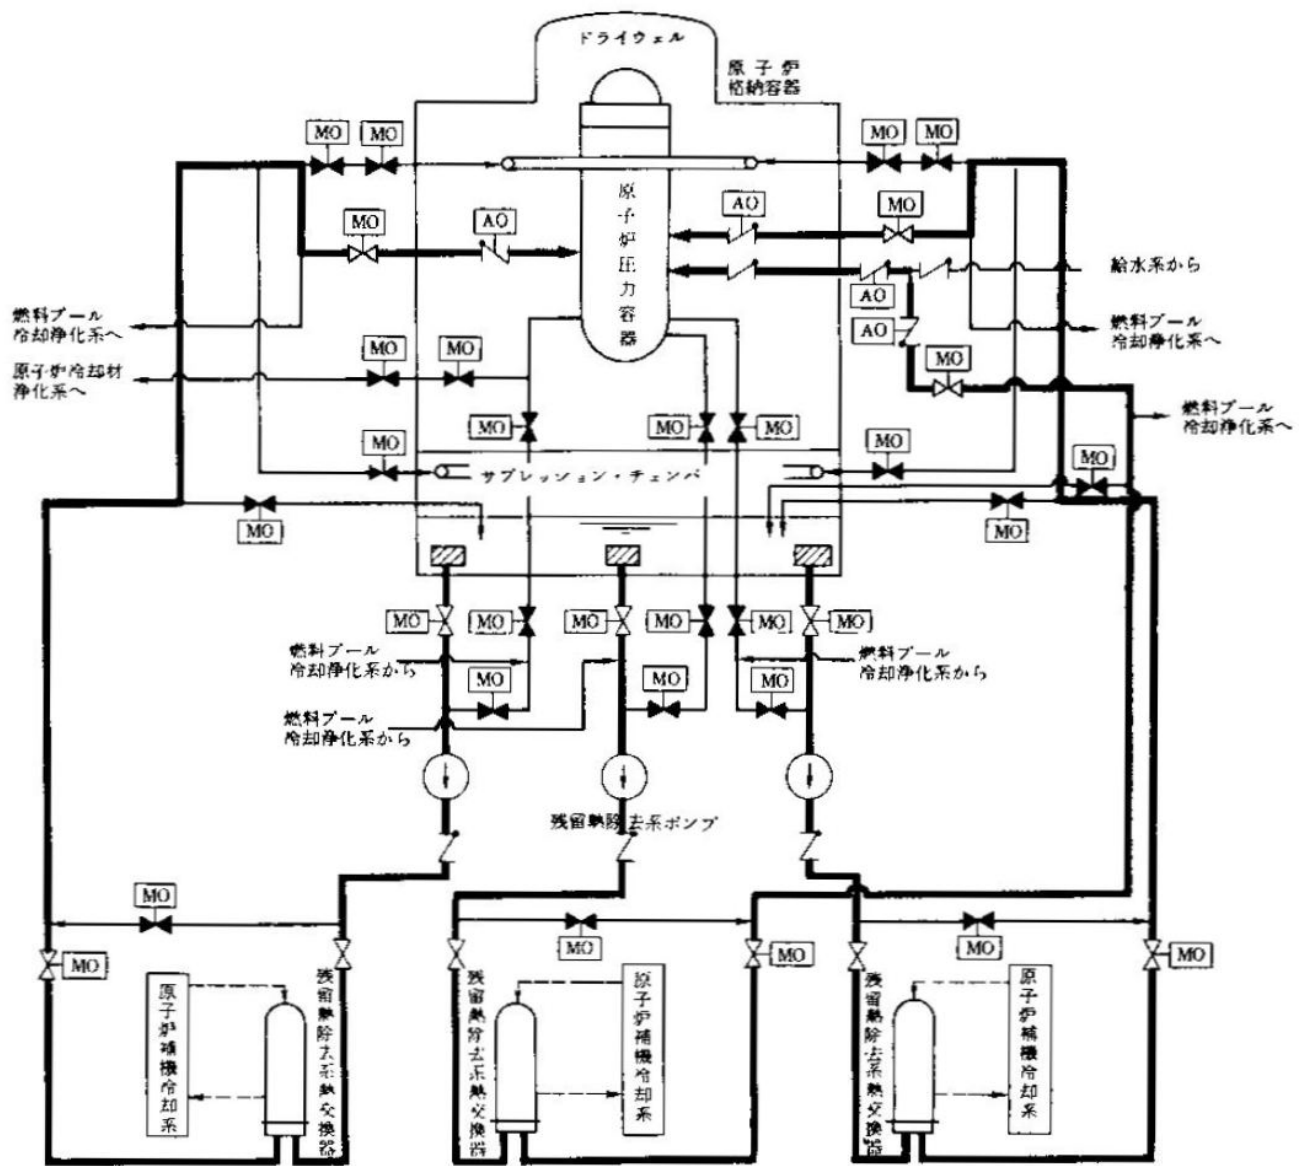 ドライウェル
原子炉
格納容器
MO
MO
MO
MO
原子炉圧力容器
MO
AO
AO
MO
給水系から
AO
AO
燃料プール
冷却浄化系へ
燃料プール
冷却浄化系へ
MO
MO
MO
原子炉冷却材
浄化系へ
燃料プール
冷却浄化系へ
MO
MO
MO
MO
MO
MO
サプレッション・チェンバ
MO
MO
MO
MO
MO
MO
MO
MO
燃料プール
冷却浄化系から
燃料プール
冷却浄化系から
MO
MO
MO
燃料プール
冷却浄化系から
残留熱除去系ポンプ
MO
MO
MO
MO
MO
MO
原子炉補機冷却系
残留熱除去系熱交換器
残留熱除去系熱交換器
原子炉補機冷却系
残留熱除去系熱交換器
原子炉補機冷却系